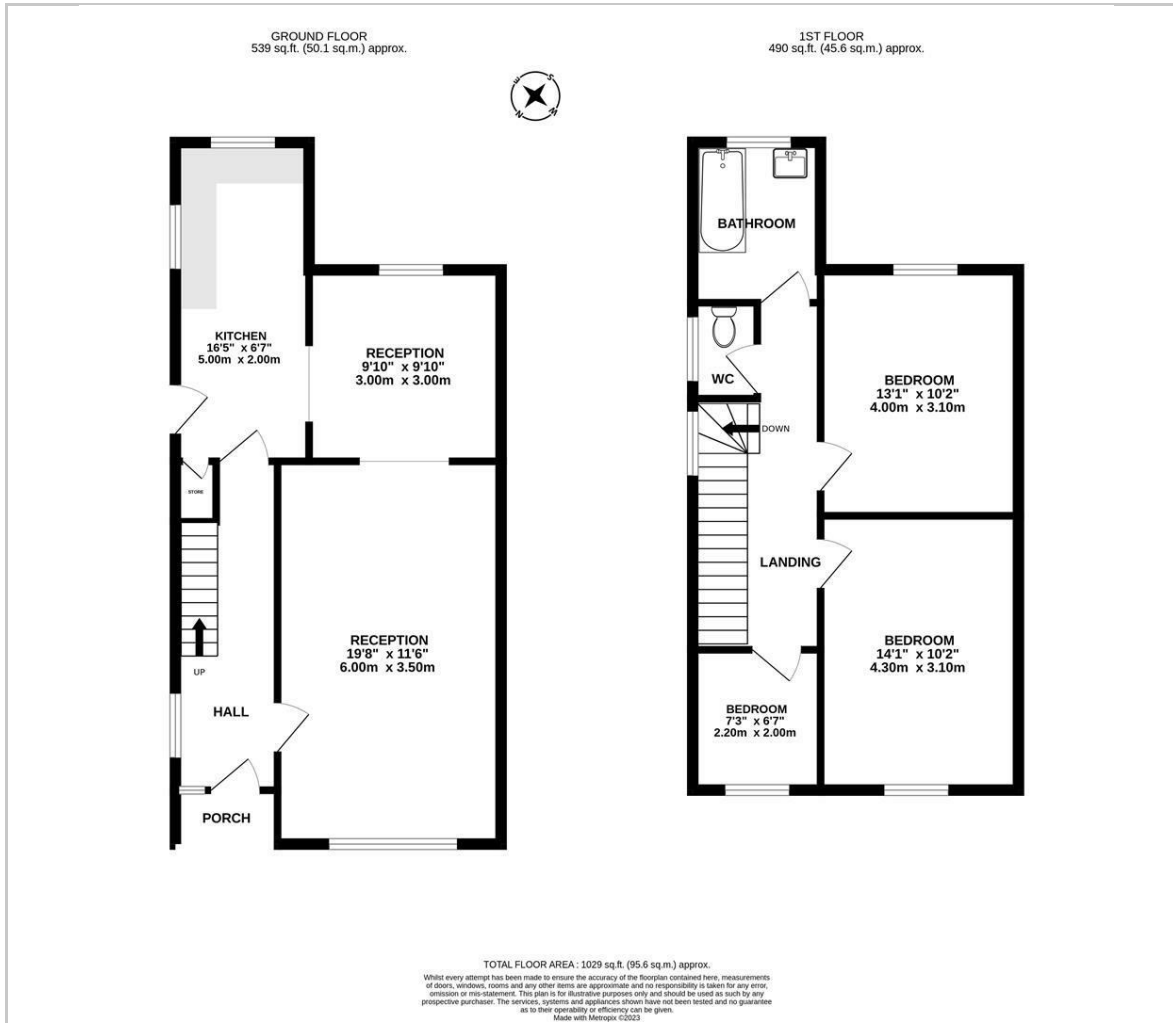 GROUND FLOOR
539 sq.ft. (50.1 sq.m.) approx.
1ST FLOOR
490 sq.ft. (45.6 sq.m.) approx.
E
S
N
W
KITCHEN
16'5" x 6'7"
5.00m x 2.00m
RECEPTION
9'10" x 9'10"
3.00m x 3.00m
STORE
RECEPTION
19'8" x 11'6"
6.00m x 3.50m
UP
HALL
PORCH
BATHROOM
WC
DOWN
BEDROOM
13'1" x 10'2"
4.00m x 3.10m
LANDING
BEDROOM
14'1" x 10'2"
4.30m x 3.10m
BEDROOM
7'3" x 6'7"
2.20m x 2.00m
TOTAL FLOOR AREA : 1029 sq.ft. (95.6 sq.m.) approx.
Whilst every attempt has been made to ensure the accuracy of the floorplan contained here, measurements
of doors, windows, rooms and any other items are approximate and no responsibility is taken for any error,
omission or mis-statement. This plan is for illustrative purposes only and should be used as such by any
prospective purchaser. The services, systems and appliances shown have not been tested and no guarantee
as to their operability or efficiency can be given.
Made with Metropix ©2023